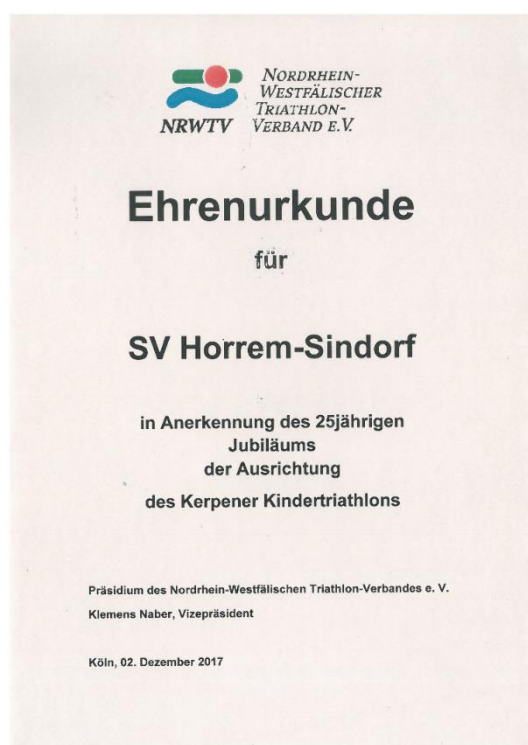 NORDRHEIN-
WESTFÄLISCHER
TRIATHLON-
NRWTV VERBAND E.V.
Ehrenurkunde
für
SV Horrem-Sindorf
in Anerkennung des 25jährigen
Jubiläums
der Ausrichtung
des Kerpener Kindertriathlons
Präsidium des Nordrhein-Westfälischen Triathlon-Verbandes e. V.
Klemens Naber, Vizepräsident
Köln, 02. Dezember 2017